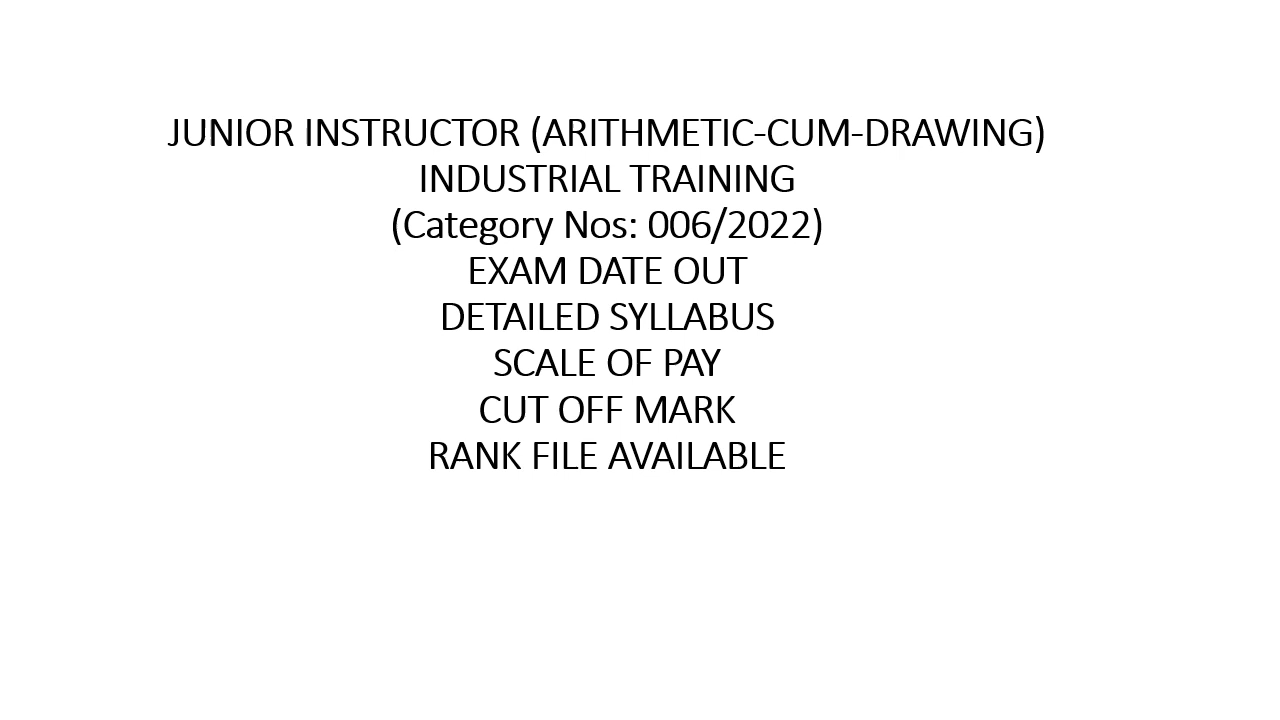 JUNIOR INSTRUCTOR (ARITHMETIC-CUM-DRAWING)
INDUSTRIAL TRAINING
(Category Nos: 006/2022)
EXAM DATE OUT
DETAILED SYLLABUS
SCALE OF PAY
CUT OFF MARK
RANK FILE AVAILABLE